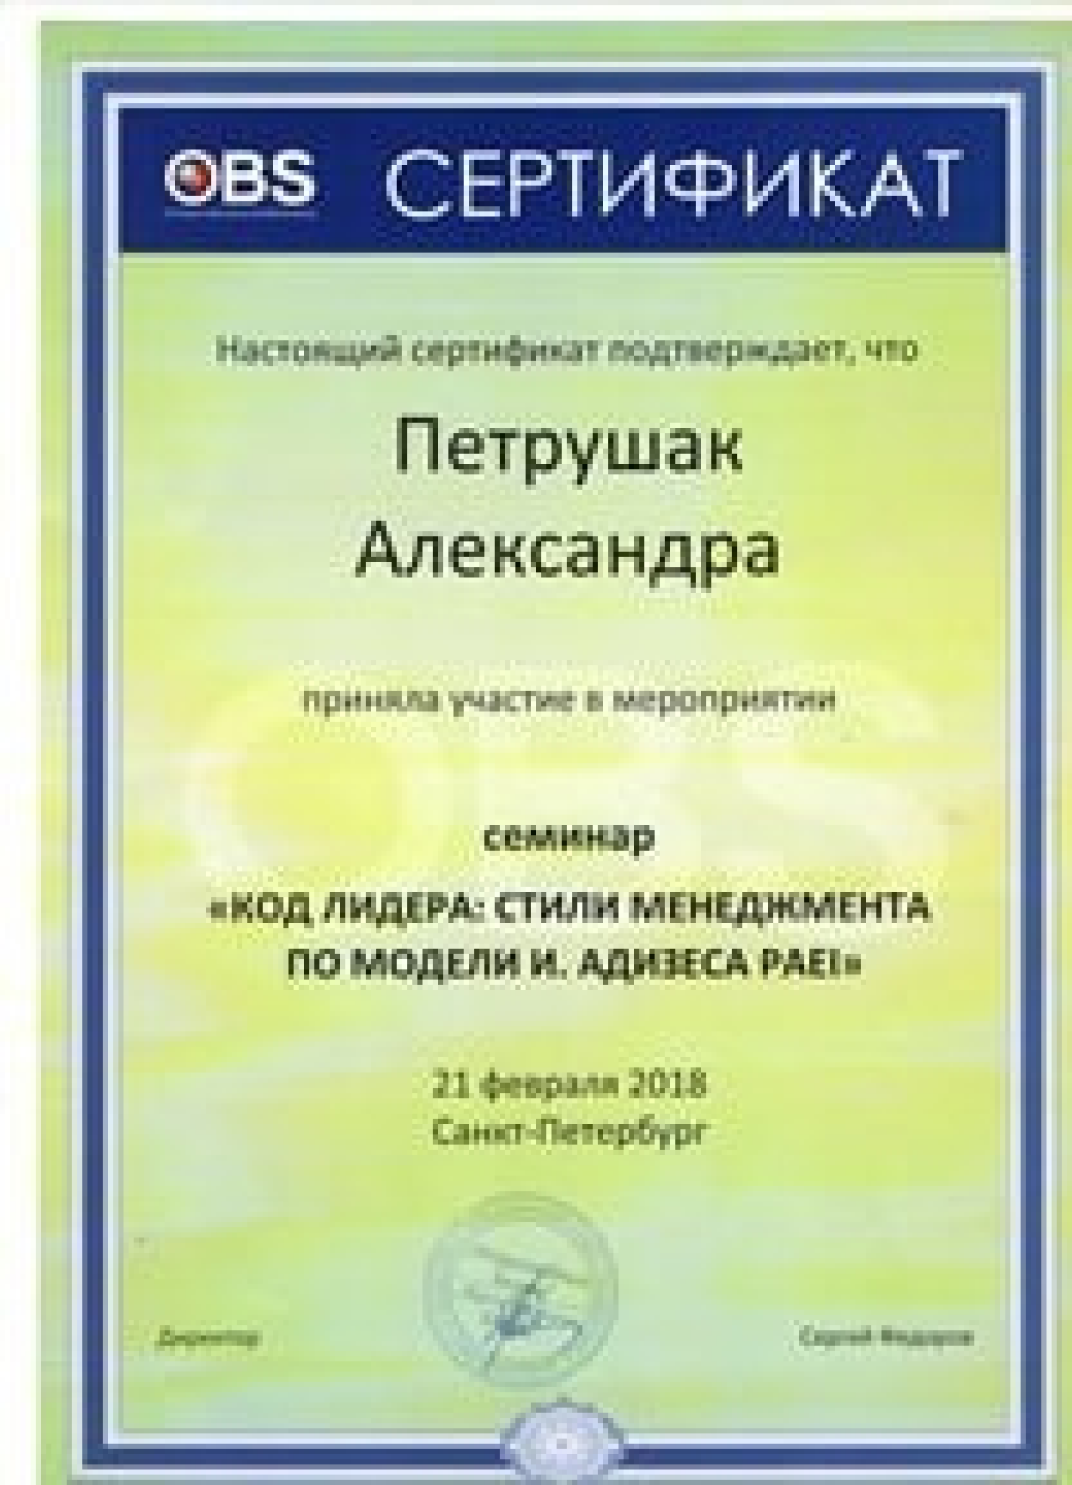 OBS СЕРТИФИКАТ
Настоящий сертификат подтверждает, что
Петрушак
Александра
приняла участие в мероприятии
семинар
«КОД ЛИДЕРА: СТИЛИ МЕНЕДЖМЕНТА
ПО МОДЕЛИ И. АДИЗЕСА PAEI»
21 февраля 2018
Санкт-Петербург
Директор
Сергей Федоров